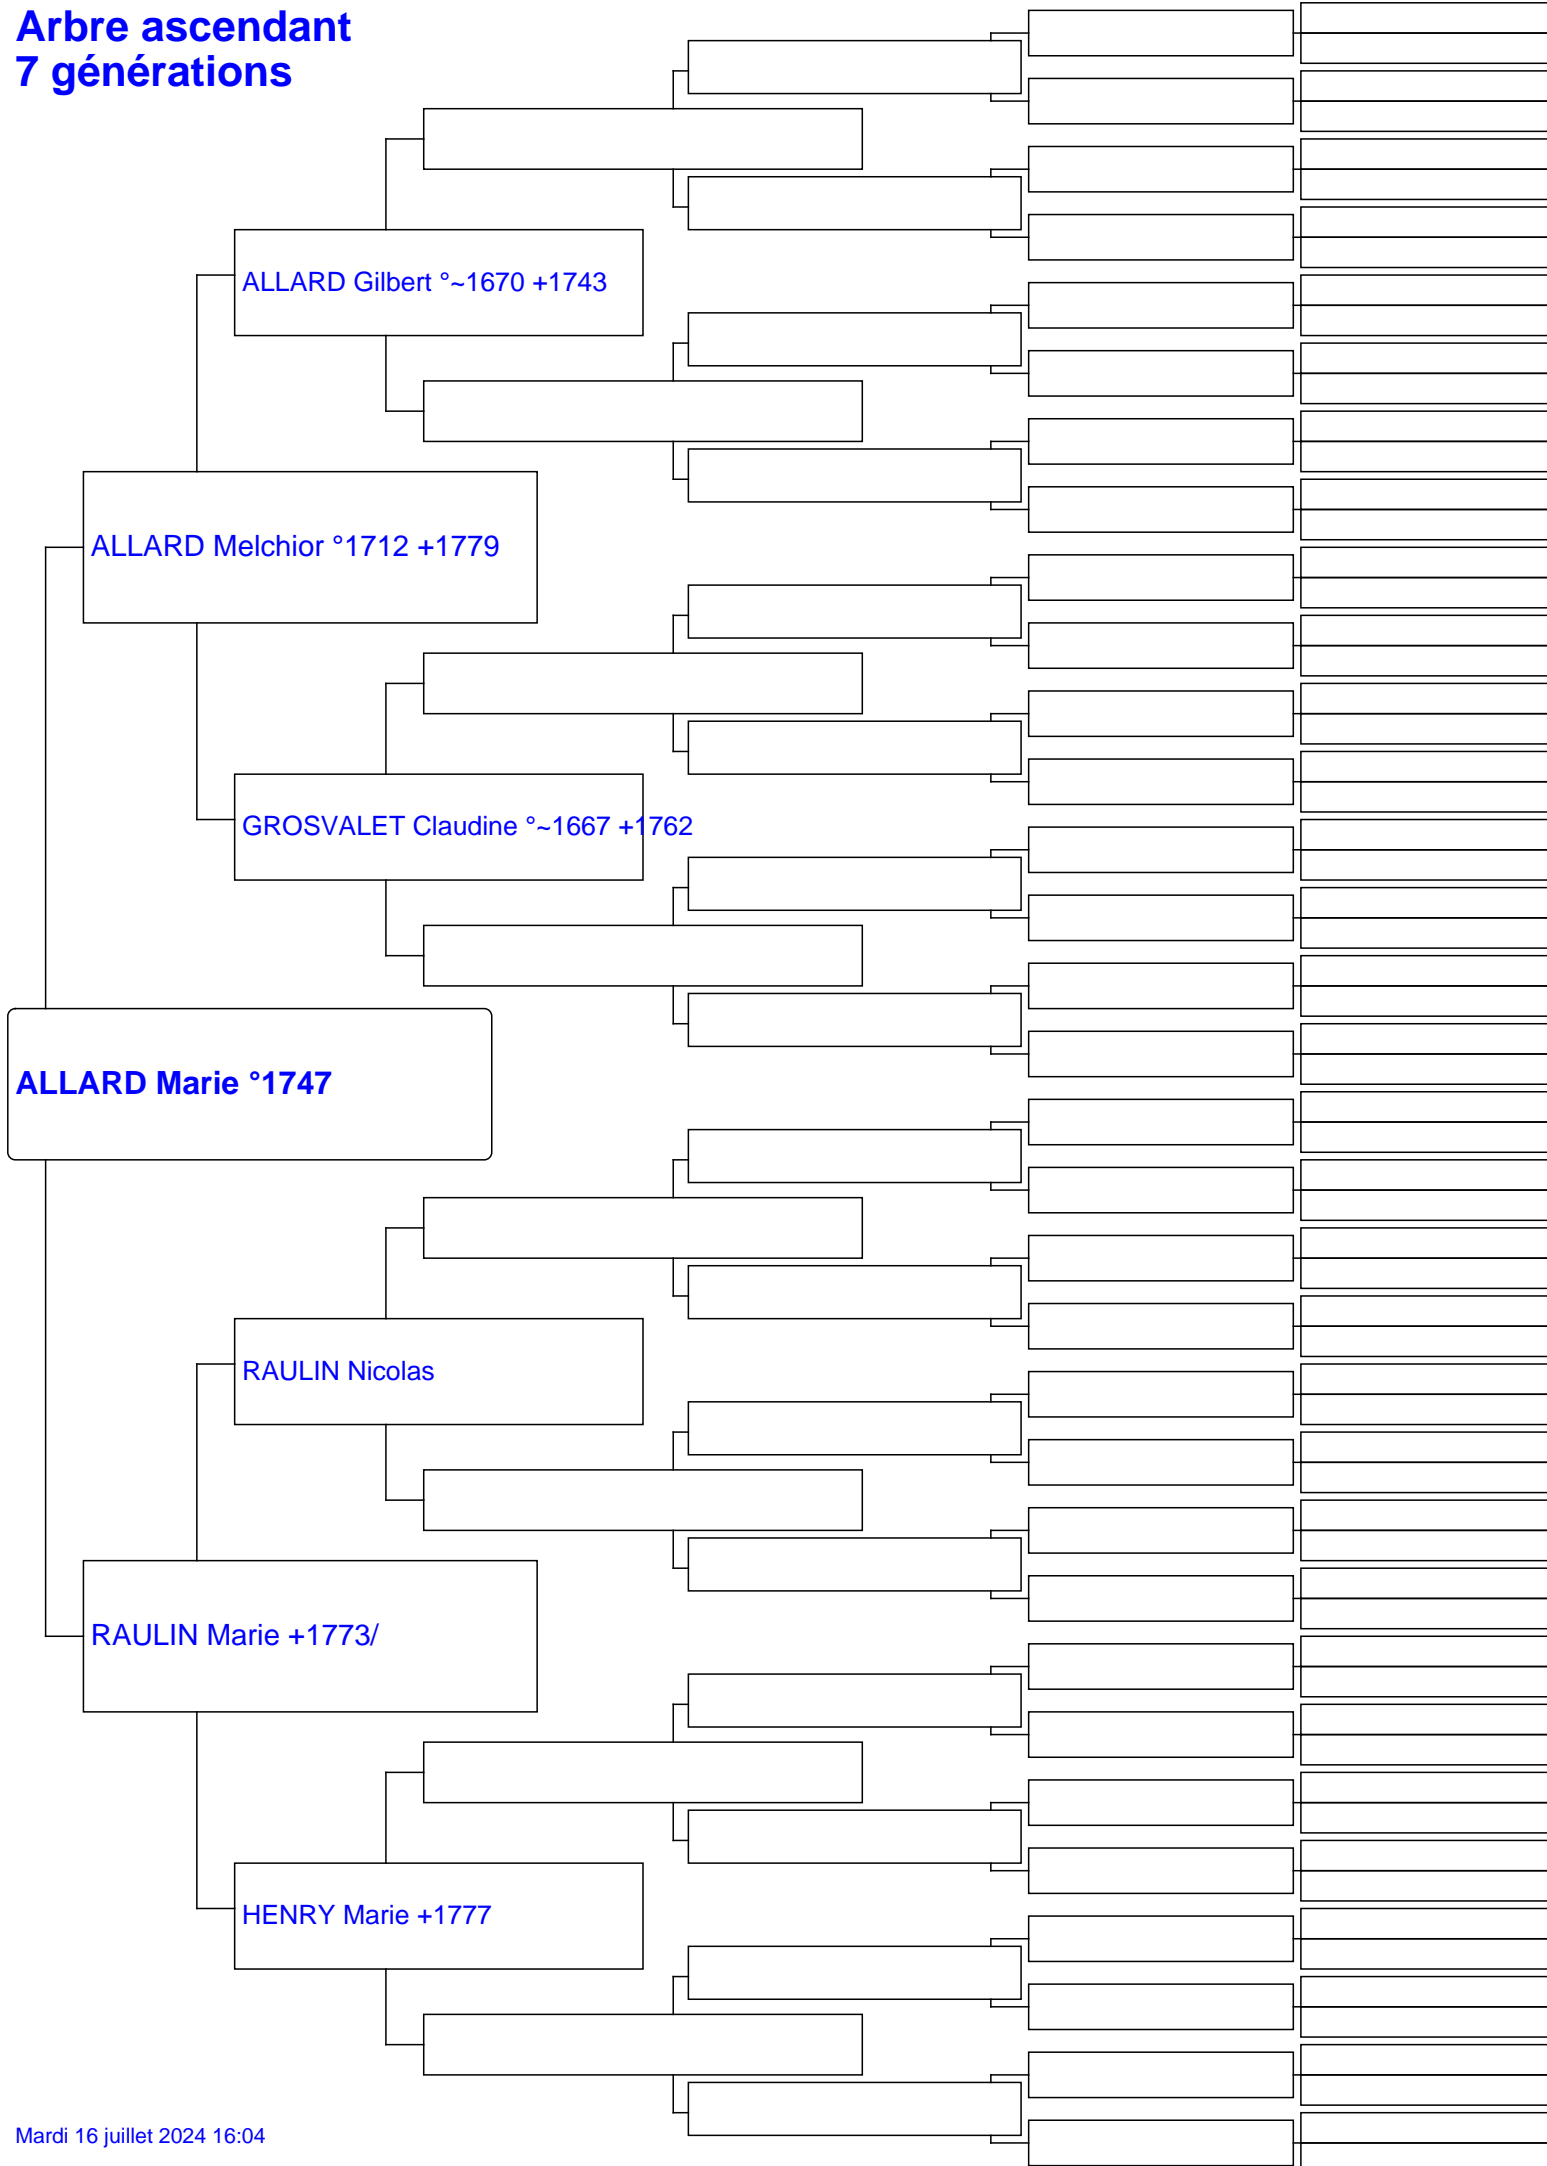 Arbre ascendant
7 générations
ALLARD Gilbert °~1670 +1743
ALLARD Melchior °1712 +1779
GROSVALET Claudine °~1667 +1762
ALLARD Marie °1747
RAULIN Nicolas
RAULIN Marie +1773/
HENRY Marie +1777
Mardi 16 juillet 2024 16:04